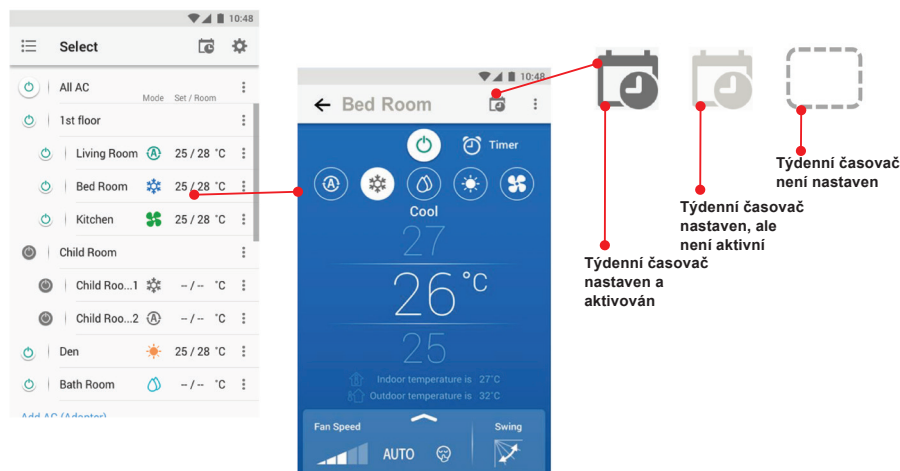 10:48
Select
All AC
Mode Set / Room
1st floor
Living Room 25 / 28 °C
Bed Room 25 / 28 °C
Kitchen 25 / 28 °C
Child Room
Child Roo...1 -- / -- °C
Child Roo...2 -- / -- °C
Den 25 / 28 °C
Bath Room -- / -- °C
Add AC (Adapter)
10:48
Bed Room
Timer
Cool
27
26 °C
25
Indoor temperature is 27°C
Outdoor temperature is 32°C
Fan Speed Swing
AUTO
Týdenní časovač
nastaven a
aktivován
Týdenní časovač
nastaven, ale
není aktivní
Týdenní časovač
není nastaven